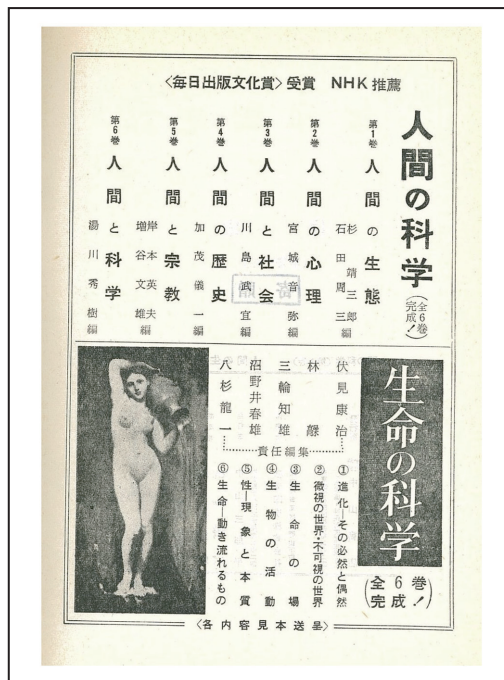 〈毎日出版文化賞〉受賞　NHK 推薦
人間の科学
(全6巻完成!)
第1巻 人間の生態 杉靖三郎 石田周三編
第2巻 人間の心理 宮城音弥編
第3巻 人間と社会 川島武宜編
第4巻 人間の歴史 加茂儀一編
第5巻 人間と宗教 岸本英夫 増谷文雄編
第6巻 人間と科学 湯川秀樹編
生命の科学
(全6巻完成!)
伏見康治
林
三輪知雄
沼野井春雄
八杉龍一
責任編集
①進化―その必然と偶然
②微視の世界・不可視の世界
③生命の場
④生物の活動
⑤性―現象と本質
⑥生命―動き流れるもの
〈各内容見本送呈〉